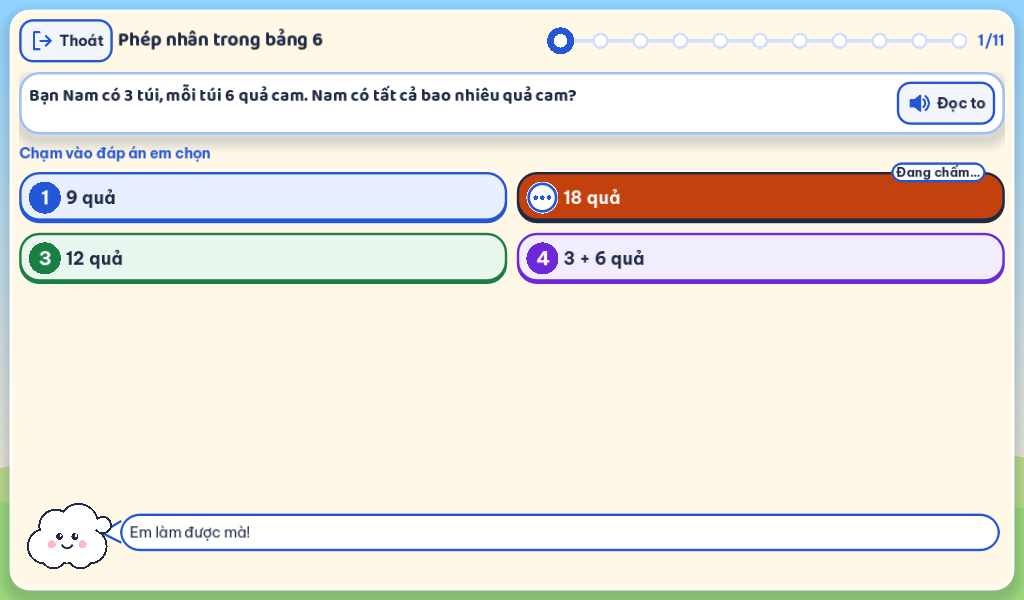 Thoát
Phép nhân trong bảng 6
1/11
Bạn Nam có 3 túi, mỗi túi 6 quả cam. Nam có tất cả bao nhiêu quả cam?
Đọc to
Chạm vào đáp án em chọn
1 9 quả
Đang chấm...
18 quả
3 12 quả
4 3 + 6 quả
Em làm được mà!